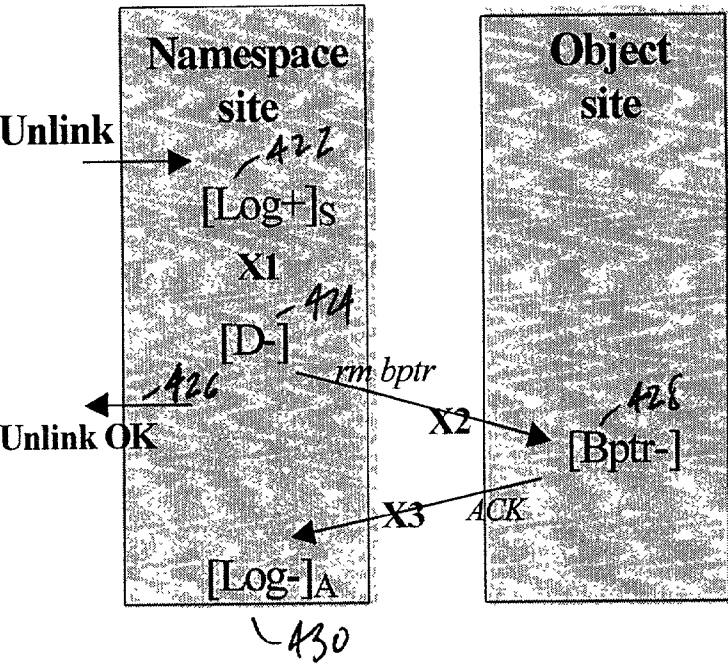 Namespace site
Object site
Unlink
422
[Log+]S
X1
424
[D-]
rm bptr
426
Unlink OK
X2
428
[Bptr-]
X3
ACK
[Log-]A
430